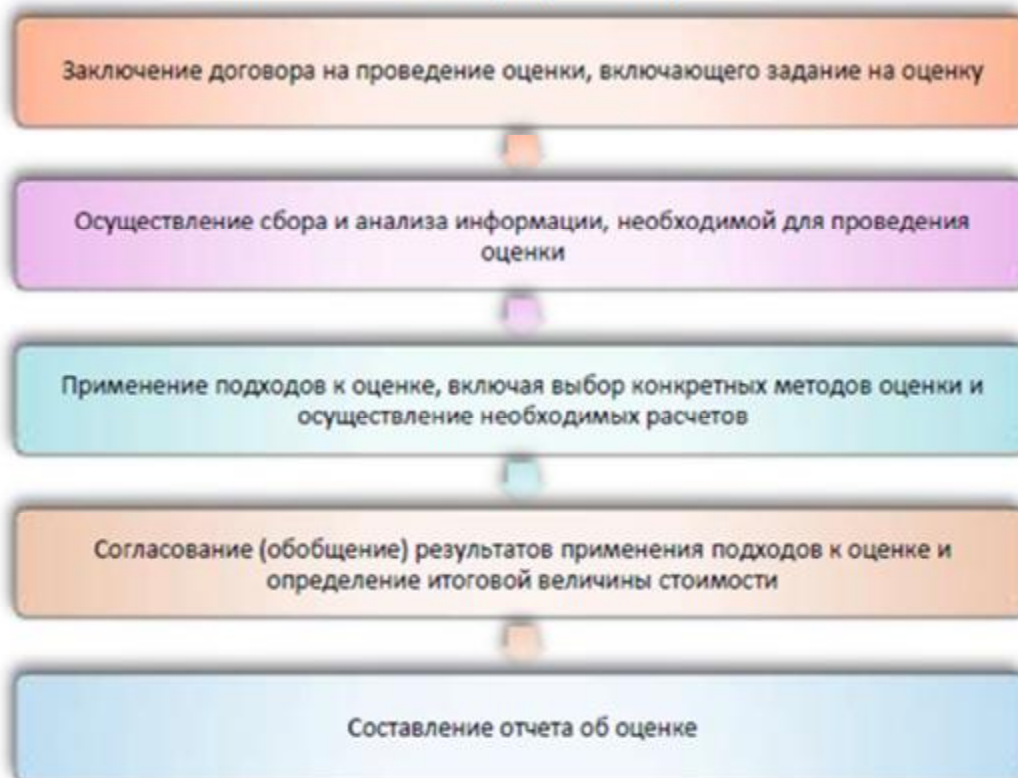 Заключение договора на проведение оценки, включающего задание на оценку
Осуществление сбора и анализа информации, необходимой для проведения
оценки
Применение подходов к оценке, включая выбор конкретных методов оценки и
осуществление необходимых расчетов
Согласование (обобщение) результатов применения подходов к оценке и
определение итоговой величины стоимости
Составление отчета об оценке